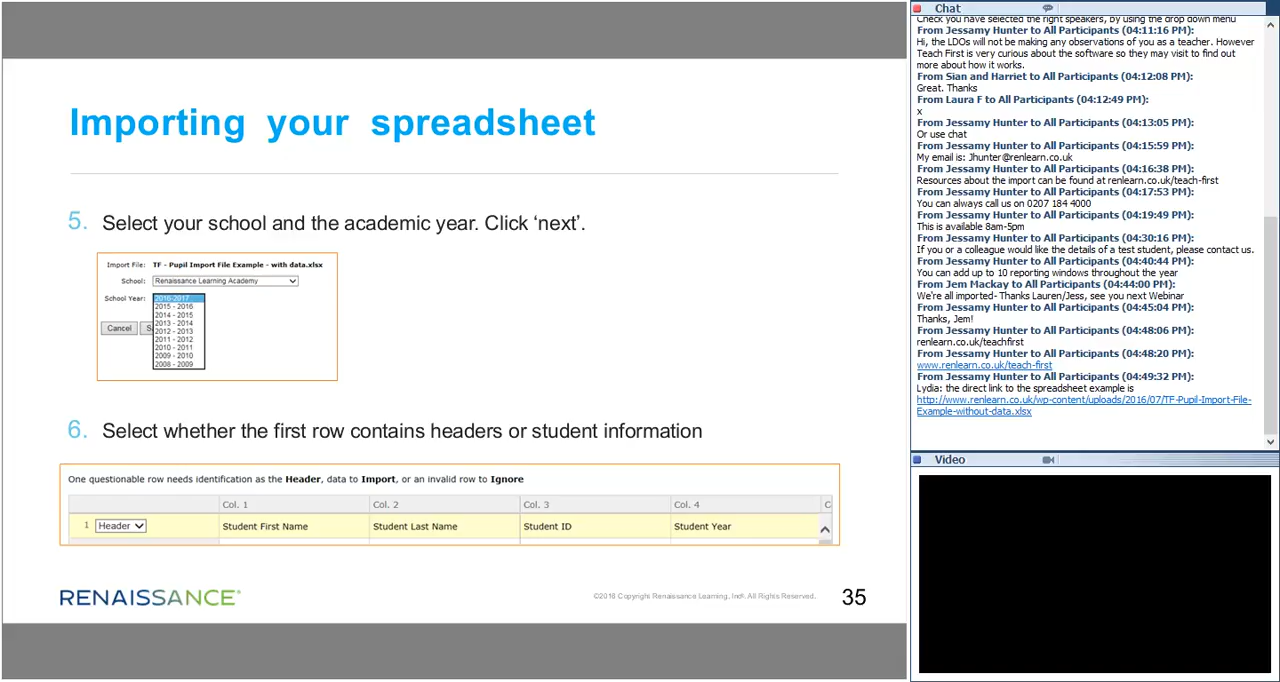 Importing your spreadsheet
5. Select your school and the academic year. Click ‘next’.
Import File: TF - Pupil Import File Example - with data.xlsx
School: Renaissance Learning Academy
School Year: 2016-2017
2015 - 2016
2014 - 2015
2013 - 2014
2012 - 2013
2011 - 2012
2010 - 2011
2009 - 2010
2008 - 2009
Cancel
6. Select whether the first row contains headers or student information
One questionable row needs identification as the Header, data to Import, or an invalid row to Ignore
Col. 1 Col. 2 Col. 3 Col. 4 C
1 Header Student First Name Student Last Name Student ID Student Year
RENAISSANCE®
©2018 Copyright Renaissance Learning, Inc. All Rights Reserved.
35
Chat
Check you have selected the right speakers, by using the drop down menu
From Jessamy Hunter to All Participants (04:11:16 PM):
Hi, the LDOs will not be making any observations of you as a teacher. However
Teach First is very curious about the software so they may visit to find out
more about how it works.
From Sian and Harriet to All Participants (04:12:08 PM):
Great. Thanks
From Laura F to All Participants (04:12:49 PM):
x
From Jessamy Hunter to All Participants (04:13:05 PM):
Or use chat
From Jessamy Hunter to All Participants (04:15:59 PM):
My email is: Jhunter@renlearn.co.uk
From Jessamy Hunter to All Participants (04:16:38 PM):
Resources about the import can be found at renlearn.co.uk/teach-first
From Jessamy Hunter to All Participants (04:17:53 PM):
You can always call us on 0207 184 4000
From Jessamy Hunter to All Participants (04:19:49 PM):
This is available 8am-5pm
From Jessamy Hunter to All Participants (04:30:16 PM):
If you or a colleague would like the details of a test student, please contact us.
From Jessamy Hunter to All Participants (04:40:44 PM):
You can add up to 10 reporting windows throughout the year
From Jem Mackay to All Participants (04:44:00 PM):
We're all imported- Thanks Lauren/Jess, see you next Webinar
From Jessamy Hunter to All Participants (04:45:04 PM):
Thanks, Jem!
From Jessamy Hunter to All Participants (04:48:06 PM):
renlearn.co.uk/teachfirst
From Jessamy Hunter to All Participants (04:48:20 PM):
www.renlearn.co.uk/teach-first
From Jessamy Hunter to All Participants (04:49:32 PM):
Lydia: the direct link to the spreadsheet example is
http://www.renlearn.co.uk/wp-content/uploads/2016/07/TF-Pupil-Import-File-
Example-without-data.xlsx
Video